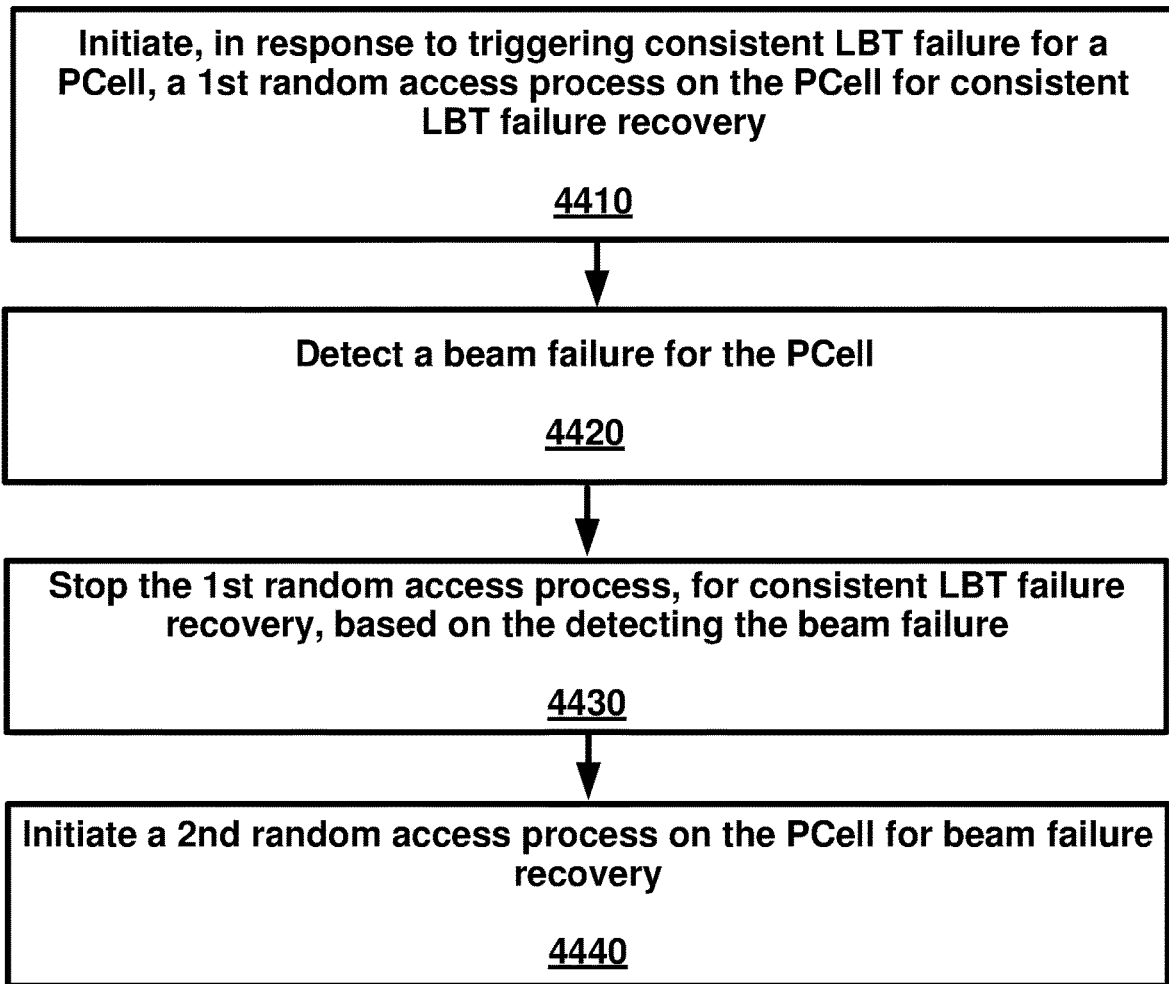 Initiate, in response to triggering consistent LBT failure for a
PCell, a 1st random access process on the PCell for consistent
LBT failure recovery
4410
Detect a beam failure for the PCell
4420
Stop the 1st random access process, for consistent LBT failure
recovery, based on the detecting the beam failure
4430
Initiate a 2nd random access process on the PCell for beam failure
recovery
4440